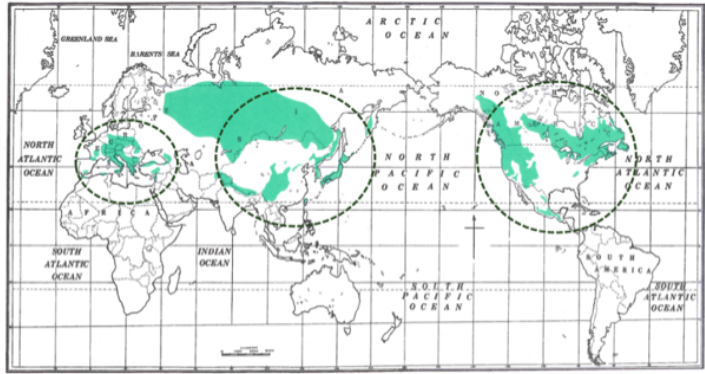 ARCTIC
OCEAN
GREENLAND SEA
BARENTS SEA
NORTH
ATLANTIC
OCEAN
NORTH
PACIFIC
OCEAN
NORTH
ATLANTIC
OCEAN
AFRICA
SOUTH
ATLANTIC
OCEAN
INDIAN
OCEAN
SOUTH
PACIFIC
OCEAN
SOUTH
AMERICA
SOUTH
ATLANTIC
OCEAN